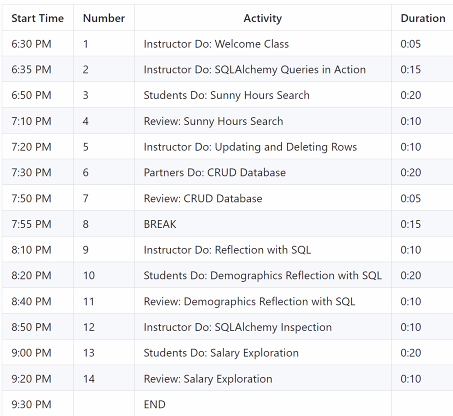 Start Time Number Activity Duration
6:30 PM 1 Instructor Do: Welcome Class 0:05
6:35 PM 2 Instructor Do: SQLAlchemy Queries in Action 0:15
6:50 PM 3 Students Do: Sunny Hours Search 0:20
7:10 PM 4 Review: Sunny Hours Search 0:10
7:20 PM 5 Instructor Do: Updating and Deleting Rows 0:10
7:30 PM 6 Partners Do: CRUD Database 0:20
7:50 PM 7 Review: CRUD Database 0:05
7:55 PM 8 BREAK 0:15
8:10 PM 9 Instructor Do: Reflection with SQL 0:10
8:20 PM 10 Students Do: Demographics Reflection with SQL 0:20
8:40 PM 11 Review: Demographics Reflection with SQL 0:10
8:50 PM 12 Instructor Do: SQLAlchemy Inspection 0:10
9:00 PM 13 Students Do: Salary Exploration 0:20
9:20 PM 14 Review: Salary Exploration 0:10
9:30 PM END